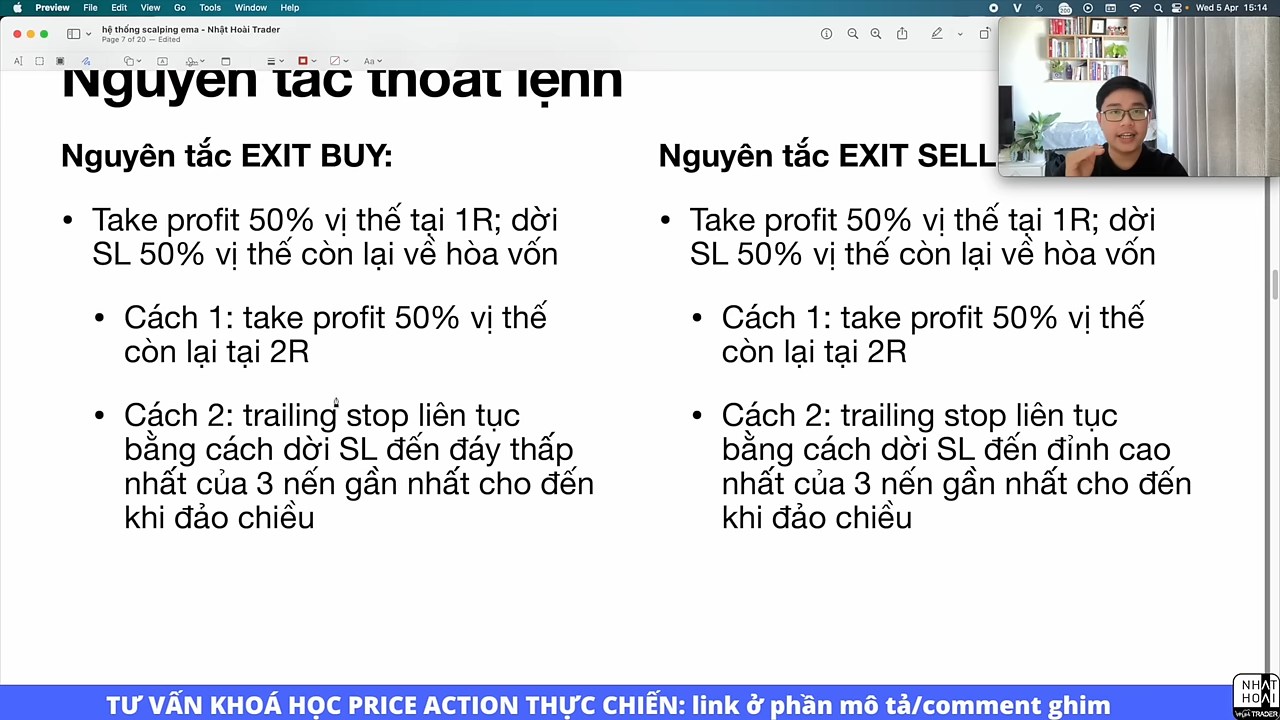 Preview File Edit View Go Tools Window Help
200
Wed 5 Apr 15:14
hệ thống scalping ema - Nhật Hoài Trader
Page 7 of 20 — Edited
Nguyên tắc thoát lệnh
Nguyên tắc EXIT BUY:
• Take profit 50% vị thế tại 1R; dời
SL 50% vị thế còn lại về hòa vốn
• Cách 1: take profit 50% vị thế
còn lại tại 2R
• Cách 2: trailing stop liên tục
bằng cách dời SL đến đáy thấp
nhất của 3 nến gần nhất cho đến
khi đảo chiều
Nguyên tắc EXIT SELL
• Take profit 50% vị thế tại 1R; dời
SL 50% vị thế còn lại về hòa vốn
• Cách 1: take profit 50% vị thế
còn lại tại 2R
• Cách 2: trailing stop liên tục
bằng cách dời SL đến đỉnh cao
nhất của 3 nến gần nhất cho đến
khi đảo chiều
TƯ VẤN KHOÁ HỌC PRICE ACTION THỰC CHIẾN: link ở phần mô tả/comment ghim
NHẬT
HOÀI
TRADER